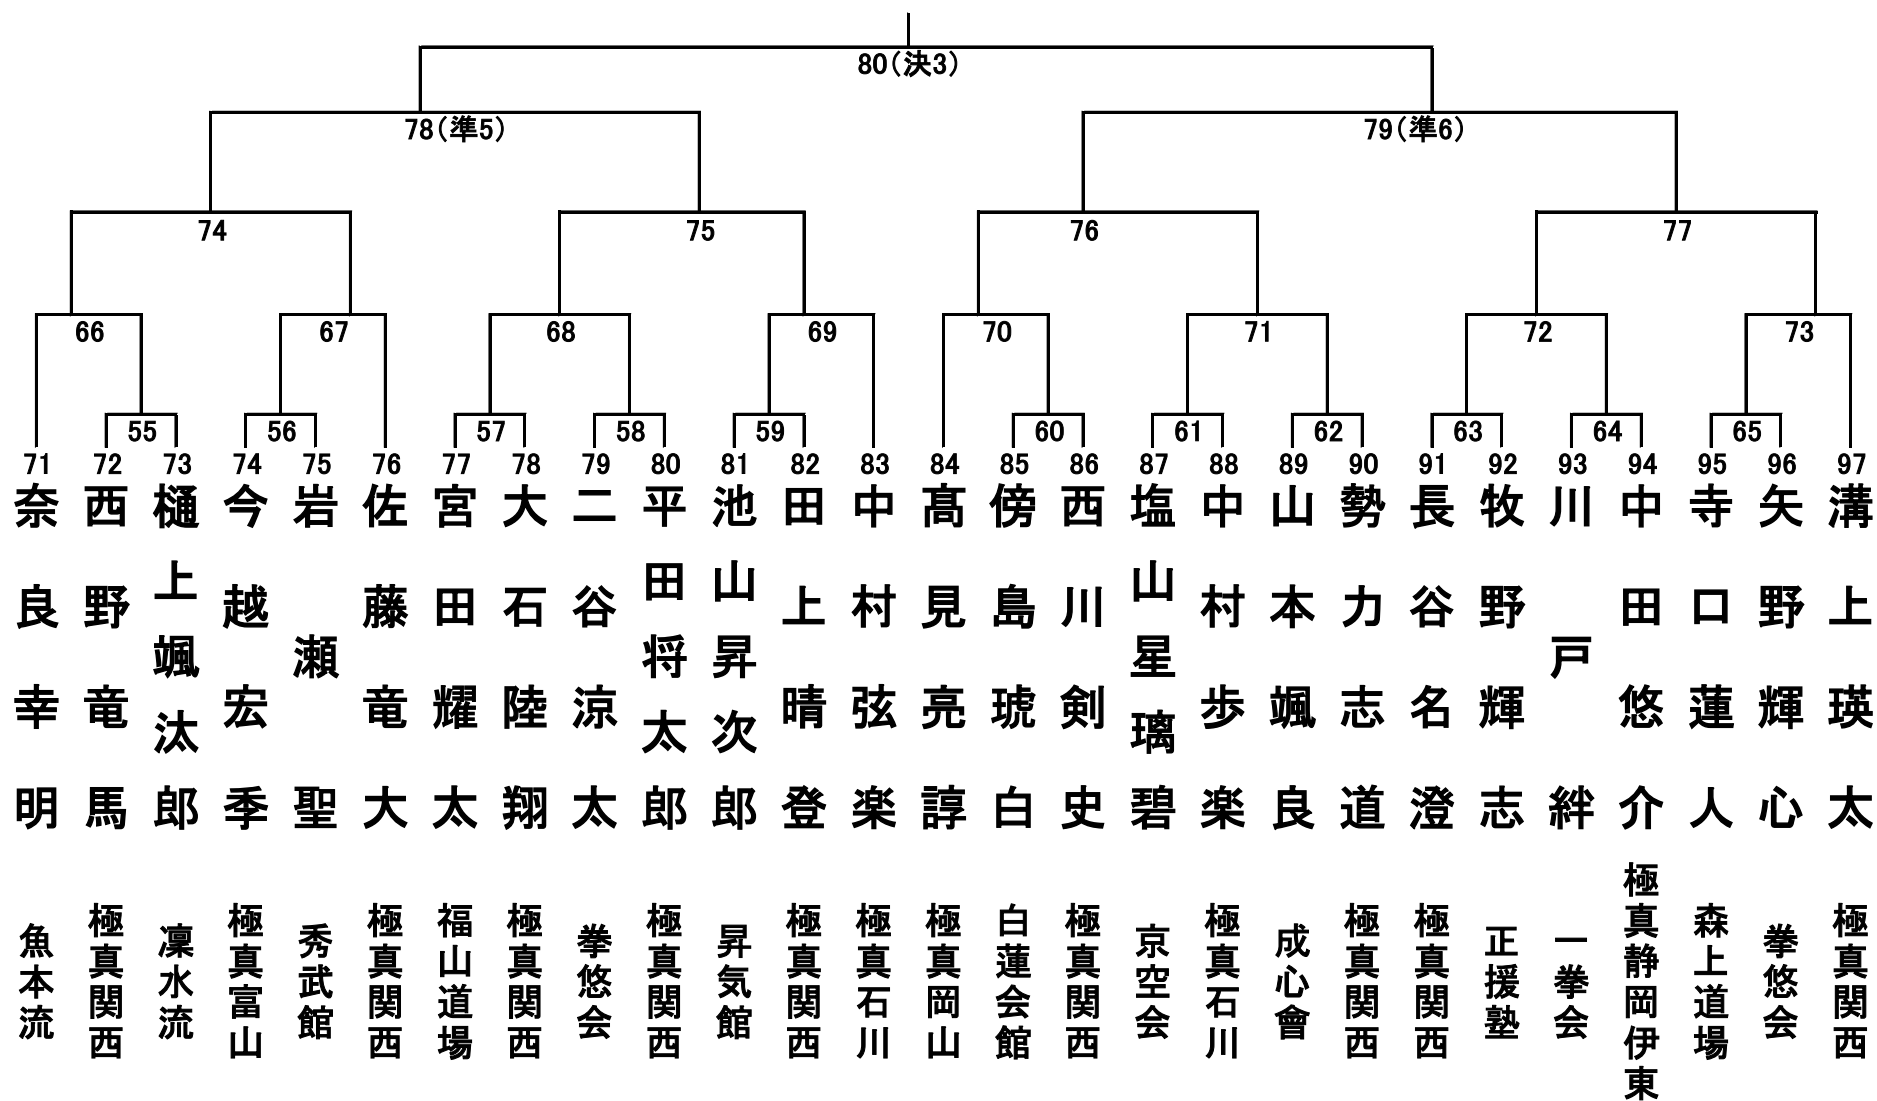 80(決3)
78(準5)
79(準6)
74
75
76
77
66
67
68
69
70
71
72
73
55
56
57
58
59
60
61
62
63
64
65
71
72
73
74
75
76
77
78
79
80
81
82
83
84
85
86
87
88
89
90
91
92
93
94
95
96
97
奈良幸明
西野竜馬
樋上颯汰郎
今越宏季
岩瀬聖
佐藤竜大
宮田耀太
大石陸翔
二谷涼太
平田将太郎
池山昇次郎
田上晴登
中村弦楽
髙見亮諄
傍島琥白
西川剣史
塩山星璃碧
中村歩楽
山本颯良
勢力志道
長谷名澄
牧野輝志
川戸絆
中田悠介
寺口蓮人
矢野輝心
溝上瑛太
魚本流
極真関西
凜水流
極真富山
秀武館
極真関西
福山道場
極真関西
拳悠会
極真関西
昇気館
極真関西
極真石川
極真岡山
白蓮会館
極真関西
京空会
極真石川
成心會
極真関西
極真関西
正援塾
一拳会
極真静岡伊東
森上道場
拳悠会
極真関西